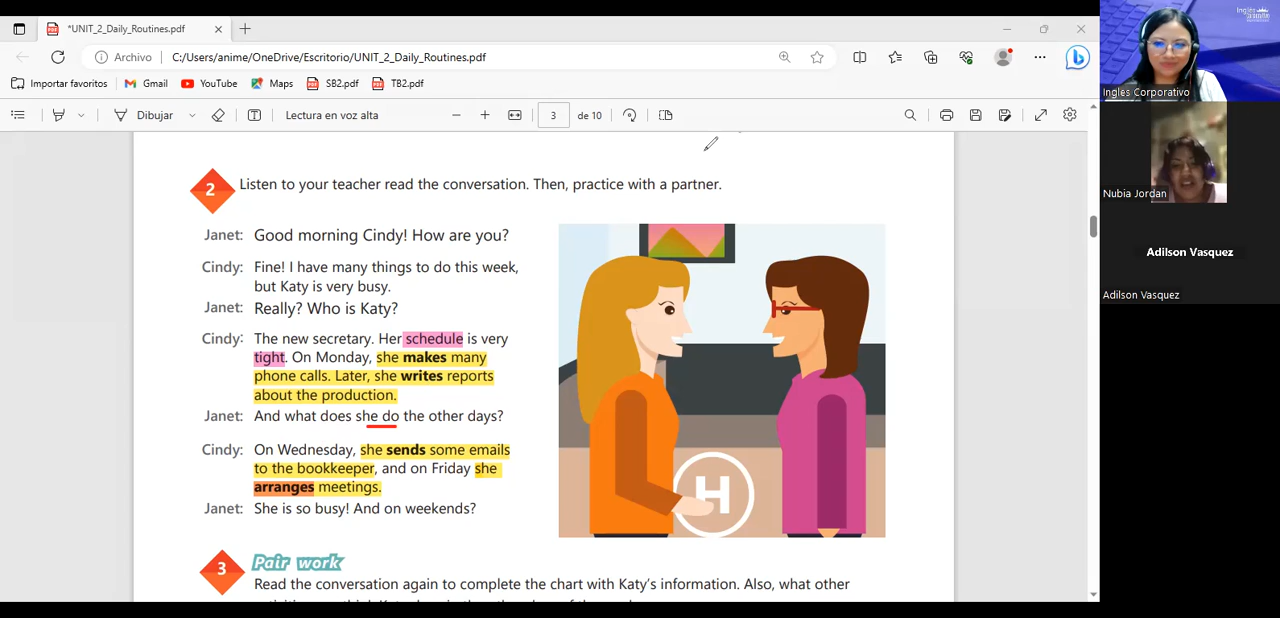 *UNIT_2_Daily_Routines.pdf
Archivo C:/Users/anime/OneDrive/Escritorio/UNIT_2_Daily_Routines.pdf
Importar favoritos Gmail YouTube Maps SB2.pdf TB2.pdf
Dibujar Lectura en voz alta 3 de 10
2 Listen to your teacher read the conversation. Then, practice with a partner.
Janet: Good morning Cindy! How are you?
Cindy: Fine! I have many things to do this week,
but Katy is very busy.
Janet: Really? Who is Katy?
Cindy: The new secretary. Her schedule is very
tight. On Monday, she makes many
phone calls. Later, she writes reports
about the production.
Janet: And what does she do the other days?
Cindy: On Wednesday, she sends some emails
to the bookkeeper, and on Friday she
arranges meetings.
Janet: She is so busy! And on weekends?
H
3 Pair work
Read the conversation again to complete the chart with Katy's information. Also, what other
Ingles Corporativo
Nubia Jordan
Adilson Vasquez
Adilson Vasquez